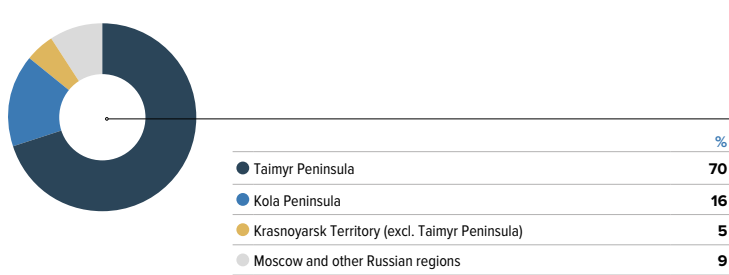 %
Taimyr Peninsula 70
Kola Peninsula 16
Krasnoyarsk Territory (excl. Taimyr Peninsula) 5
Moscow and other Russian regions 9